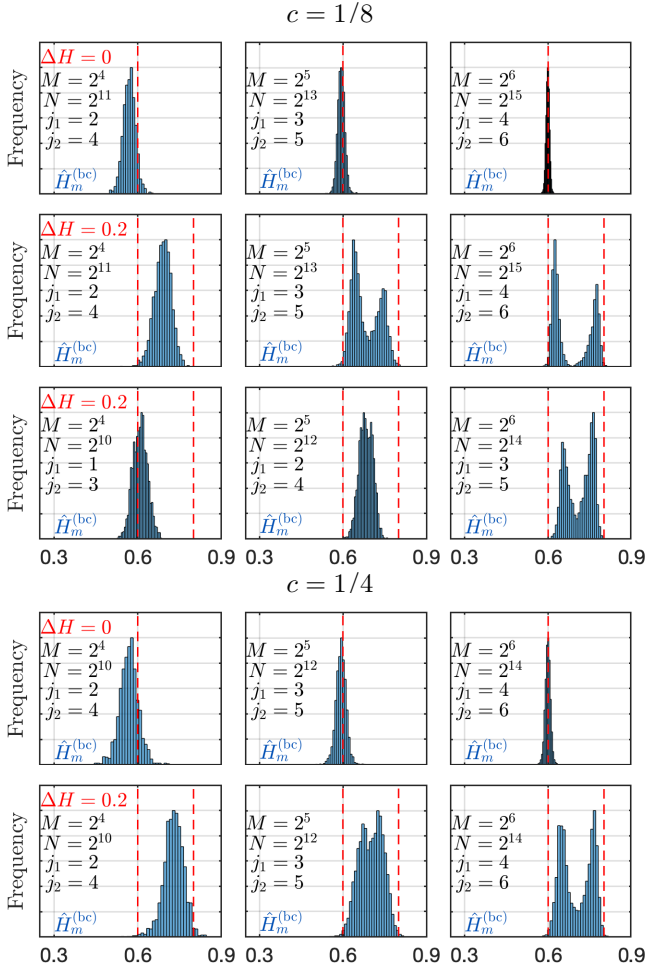 c = 1/8
Frequency
ΔH = 0
M = 2^4
N = 2^11
j_1 = 2
j_2 = 4
Ĥ_m^(bc)
M = 2^5
N = 2^13
j_1 = 3
j_2 = 5
Ĥ_m^(bc)
M = 2^6
N = 2^15
j_1 = 4
j_2 = 6
Ĥ_m^(bc)
Frequency
ΔH = 0.2
M = 2^4
N = 2^11
j_1 = 2
j_2 = 4
Ĥ_m^(bc)
M = 2^5
N = 2^13
j_1 = 3
j_2 = 5
Ĥ_m^(bc)
M = 2^6
N = 2^15
j_1 = 4
j_2 = 6
Ĥ_m^(bc)
Frequency
ΔH = 0.2
M = 2^4
N = 2^10
j_1 = 1
j_2 = 3
Ĥ_m^(bc)
M = 2^5
N = 2^12
j_1 = 2
j_2 = 4
Ĥ_m^(bc)
M = 2^6
N = 2^14
j_1 = 3
j_2 = 5
Ĥ_m^(bc)
0.3 0.6 0.9 0.3 0.6 0.9 0.3 0.6 0.9
c = 1/4
Frequency
ΔH = 0
M = 2^4
N = 2^10
j_1 = 2
j_2 = 4
Ĥ_m^(bc)
M = 2^5
N = 2^12
j_1 = 3
j_2 = 5
Ĥ_m^(bc)
M = 2^6
N = 2^14
j_1 = 4
j_2 = 6
Ĥ_m^(bc)
Frequency
ΔH = 0.2
M = 2^4
N = 2^10
j_1 = 2
j_2 = 4
Ĥ_m^(bc)
M = 2^5
N = 2^12
j_1 = 3
j_2 = 5
Ĥ_m^(bc)
M = 2^6
N = 2^14
j_1 = 4
j_2 = 6
Ĥ_m^(bc)
0.3 0.6 0.9 0.3 0.6 0.9 0.3 0.6 0.9